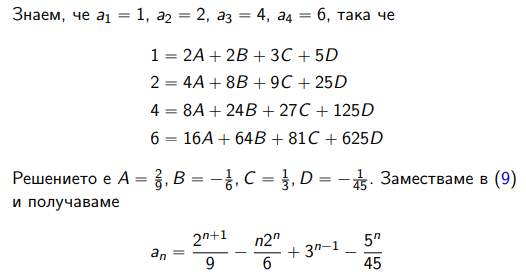 Знаем, че a₁ = 1, a₂ = 2, a₃ = 4, a₄ = 6, така че
1 = 2A + 2B + 3C + 5D
2 = 4A + 8B + 9C + 25D
4 = 8A + 24B + 27C + 125D
6 = 16A + 64B + 81C + 625D
Решението е A = 2/9, B = −1/6, C = 1/3, D = −1/45. Заместваме в (9)
и получаваме
aₙ = 2ⁿ⁺¹/9 − n2ⁿ/6 + 3ⁿ⁻¹ − 5ⁿ/45